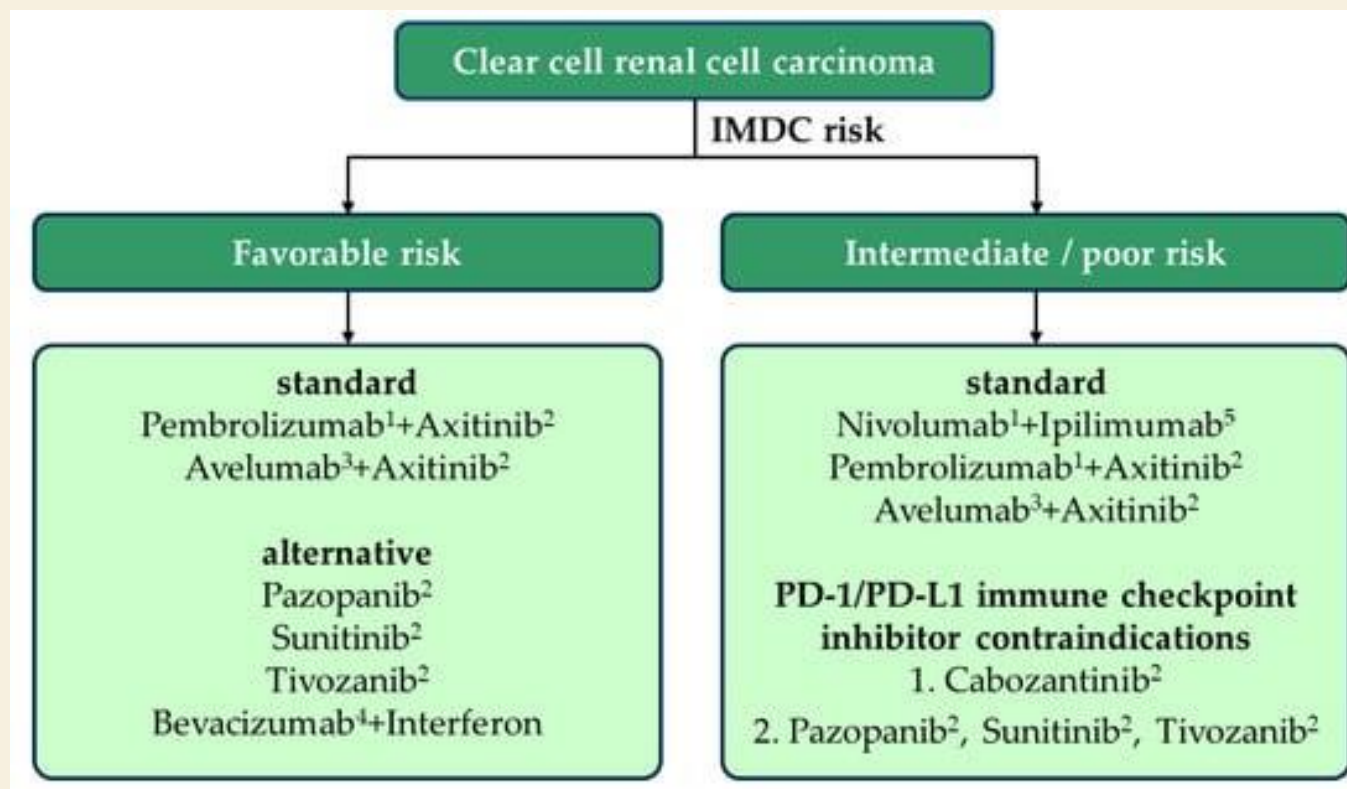 Clear cell renal cell carcinoma
IMDC risk
Favorable risk
Intermediate / poor risk
standard
Pembrolizumab¹+Axitinib²
Avelumab³+Axitinib²
alternative
Pazopanib²
Sunitinib²
Tivozanib²
Bevacizumab⁴+Interferon
standard
Nivolumab¹+Ipilimumab⁵
Pembrolizumab¹+Axitinib²
Avelumab³+Axitinib²
PD-1/PD-L1 immune checkpoint
inhibitor contraindications
1. Cabozantinib²
2. Pazopanib², Sunitinib², Tivozanib²